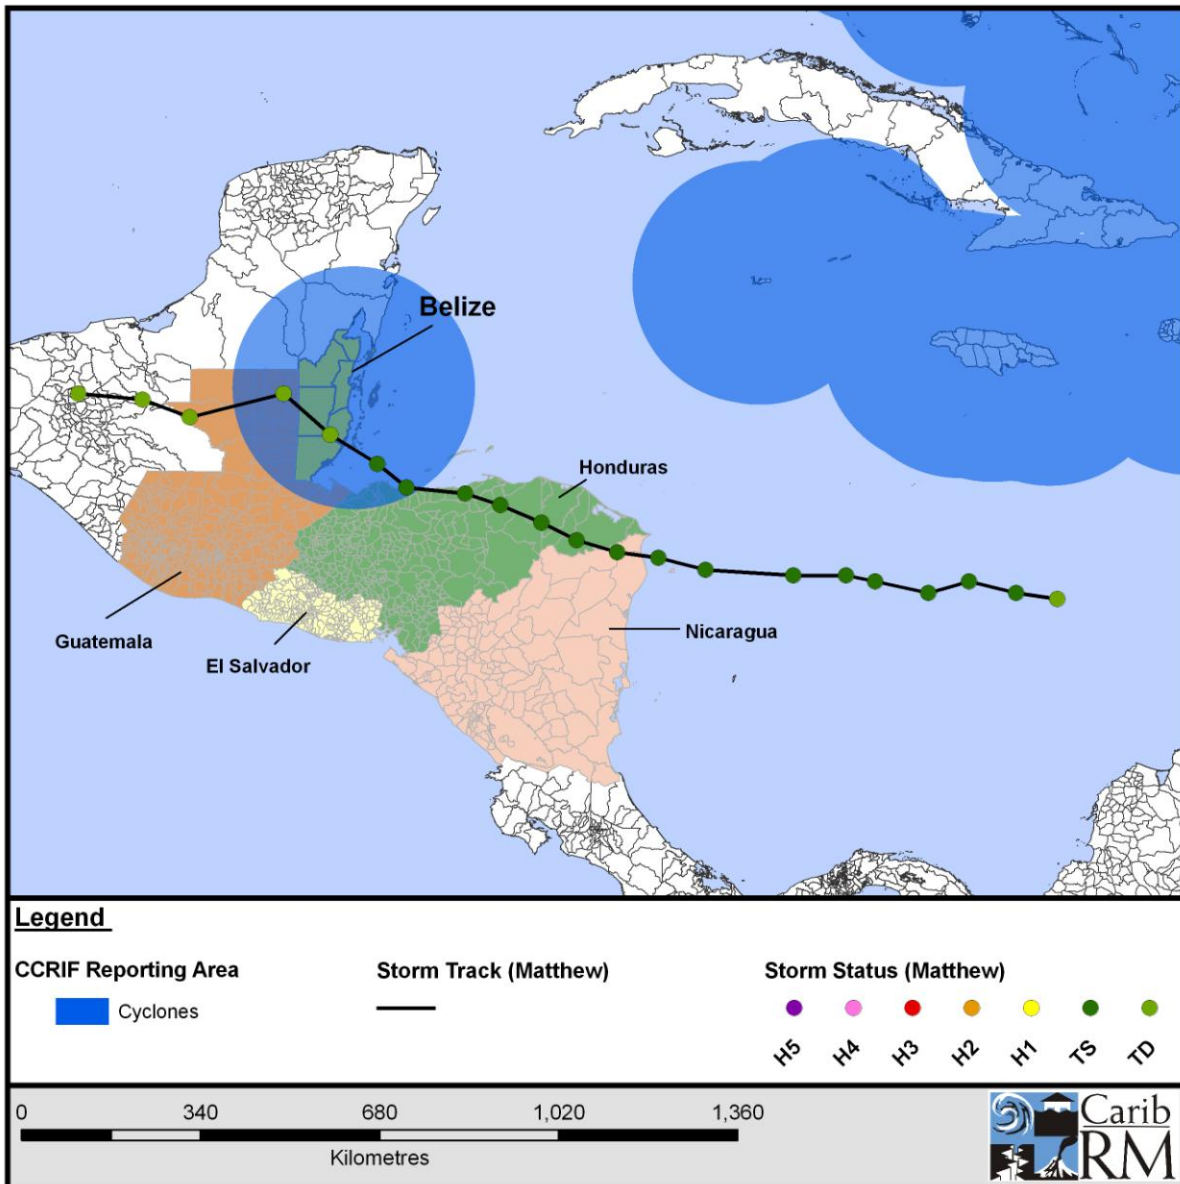 Belize
Honduras
Guatemala
Nicaragua
El Salvador
Legend
CCRIF Reporting Area
Storm Track (Matthew)
Storm Status (Matthew)
Cyclones
H5 H4 H3 H2 H1 TS TD
0 340 680 1,020 1,360
Kilometres
Carib
RM